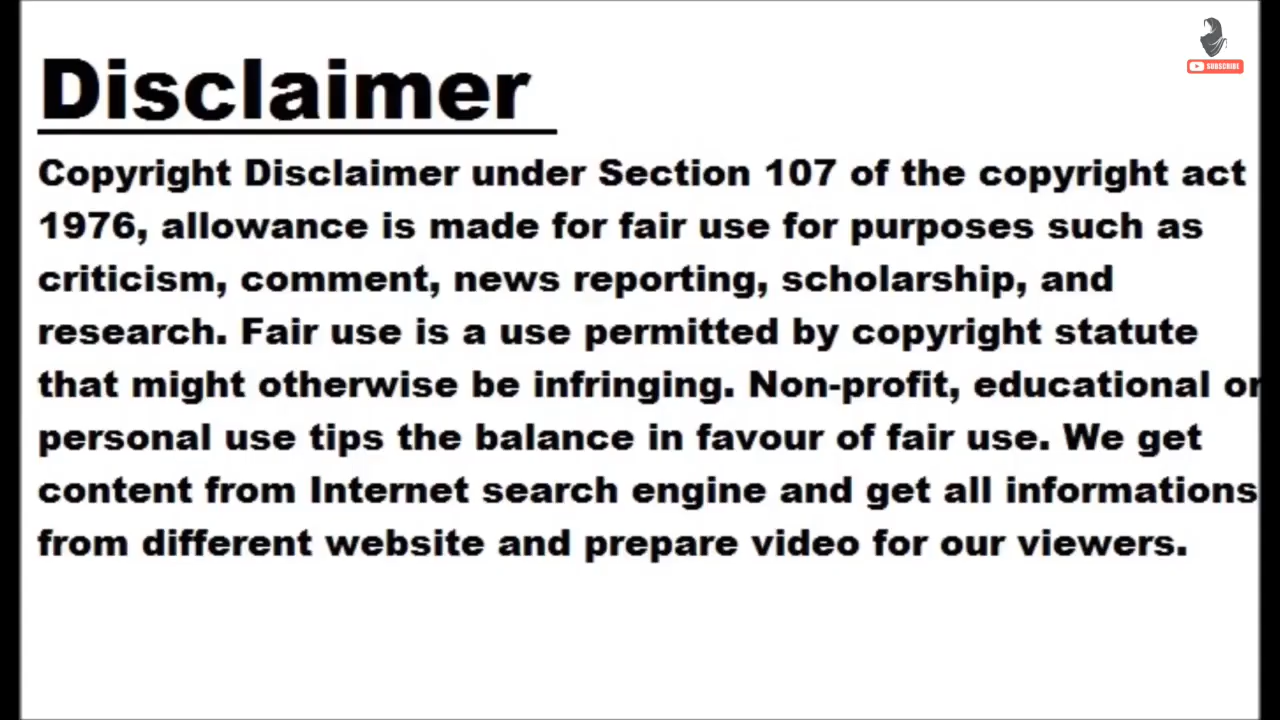 SUBSCRIBE
Disclaimer
Copyright Disclaimer under Section 107 of the copyright act
1976, allowance is made for fair use for purposes such as
criticism, comment, news reporting, scholarship, and
research. Fair use is a use permitted by copyright statute
that might otherwise be infringing. Non-profit, educational or
personal use tips the balance in favour of fair use. We get
content from Internet search engine and get all informations
from different website and prepare video for our viewers.